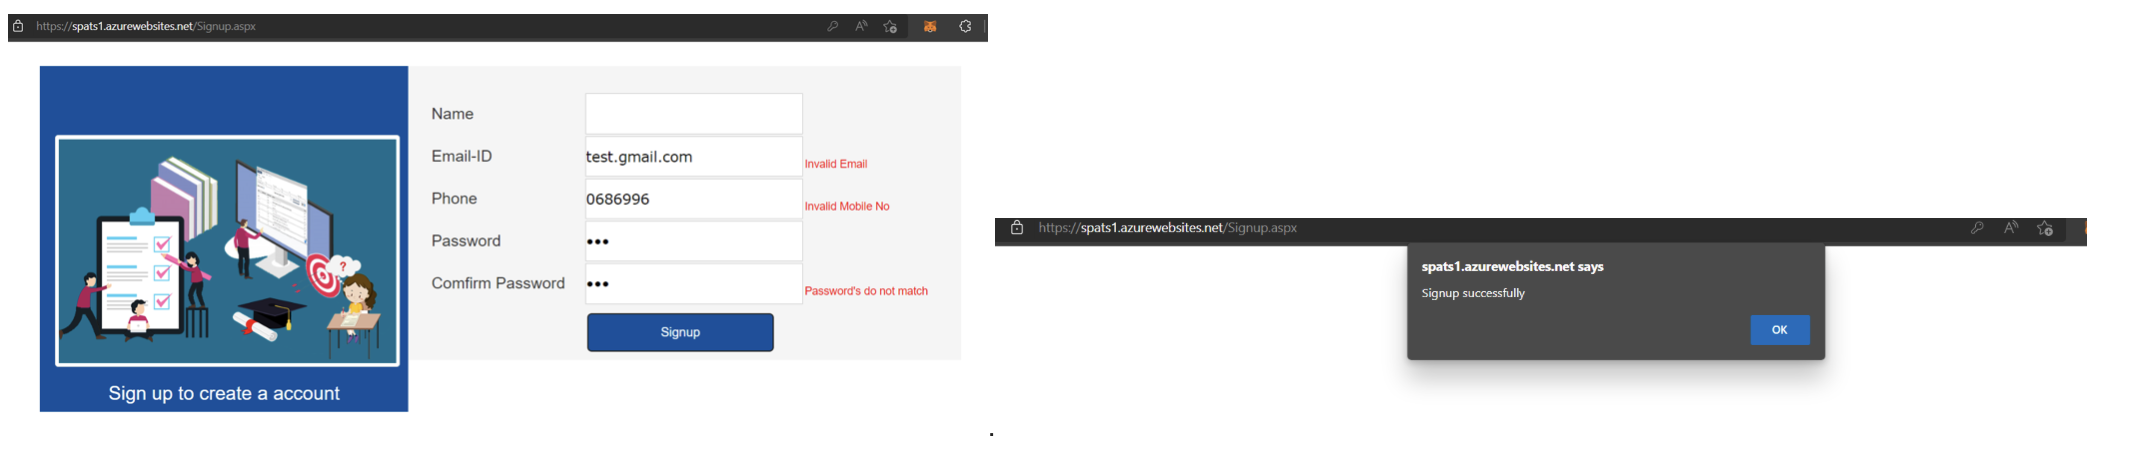 https://spats1.azurewebsites.net/Signup.aspx
Name
Email-ID
test.gmail.com
Invalid Email
Phone
0686996
Invalid Mobile No
Password
•••
Comfirm Password
•••
Password's do not match
Signup
Sign up to create a account
?
.
https://spats1.azurewebsites.net/Signup.aspx
spats1.azurewebsites.net says
Signup successfully
OK